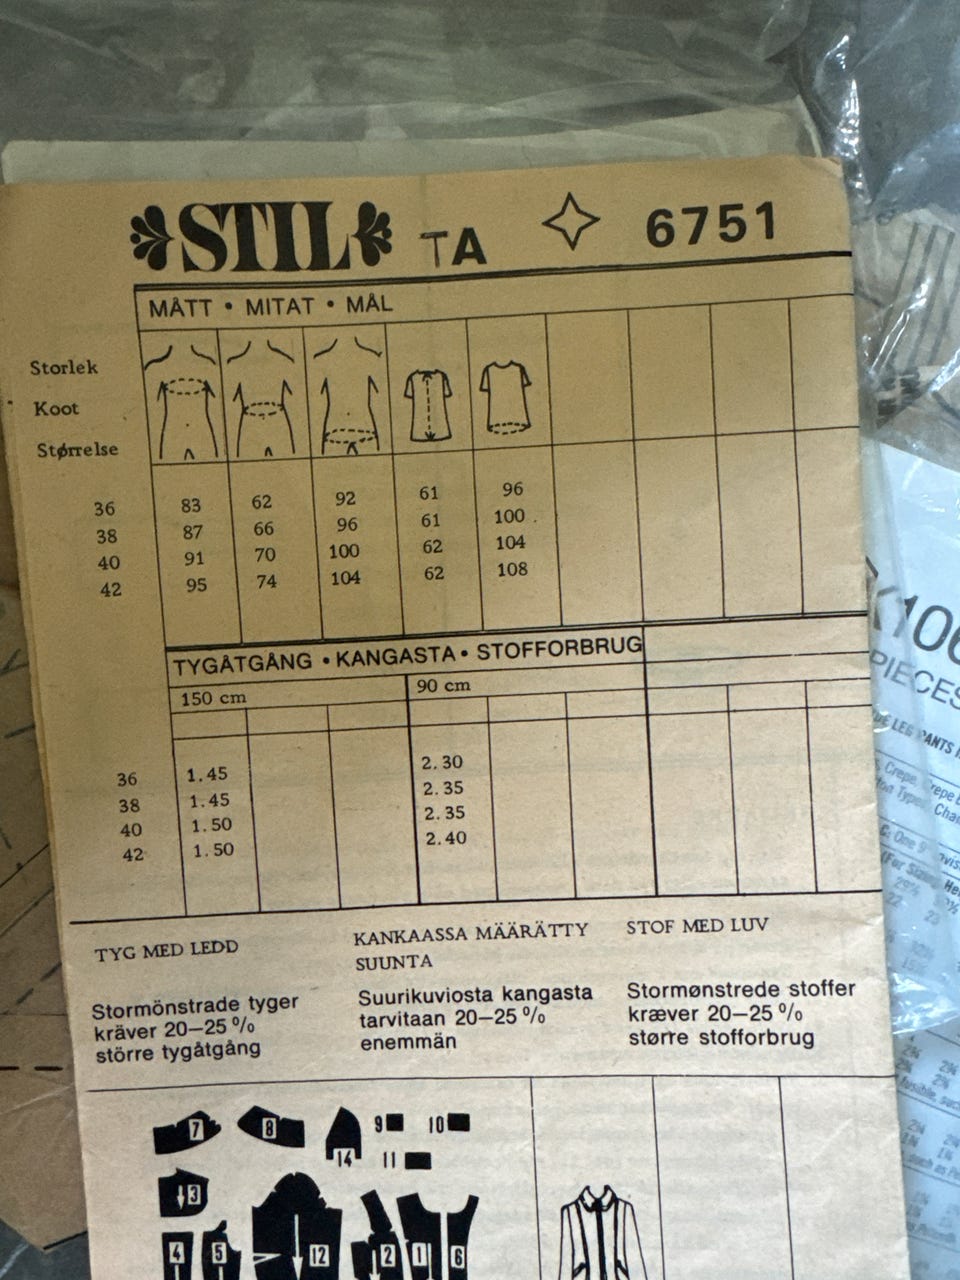 STIL TA 6751
MÅTT • MITAT • MÅL
Storlek
Koot
Størrelse
36 83 62 92 61 96
38 87 66 96 61 100
40 91 70 100 62 104
42 95 74 104 62 108
TYGÅTGÅNG • KANGASTA • STOFFORBRUG
150 cm 90 cm
36 1.45 2.30
38 1.45 2.35
40 1.50 2.35
42 1.50 2.40
TYG MED LEDD
Stormönstrade tyger
kräver 20–25 %
större tygåtgång
KANKAASSA MÄÄRÄTTY
SUUNTA
Suurikuviosta kangasta
tarvitaan 20–25 %
enemmän
STOF MED LUV
Stormønstrede stoffer
kræver 20–25 %
større stofforbrug
7 8 14 9 10
11
3
4 5 12 2 1 6
PIECES